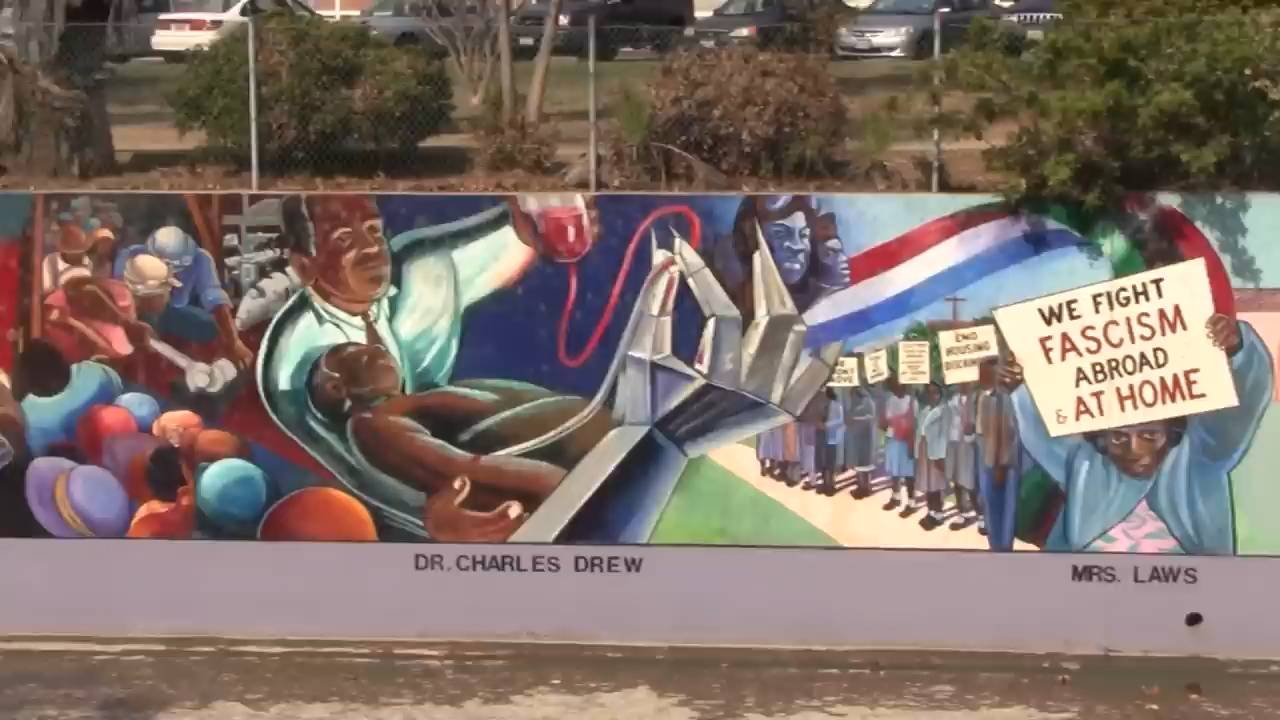 WE FIGHT
FASCISM
ABROAD
& AT HOME
END
HOUSING
DR. CHARLES DREW
MRS. LAWS